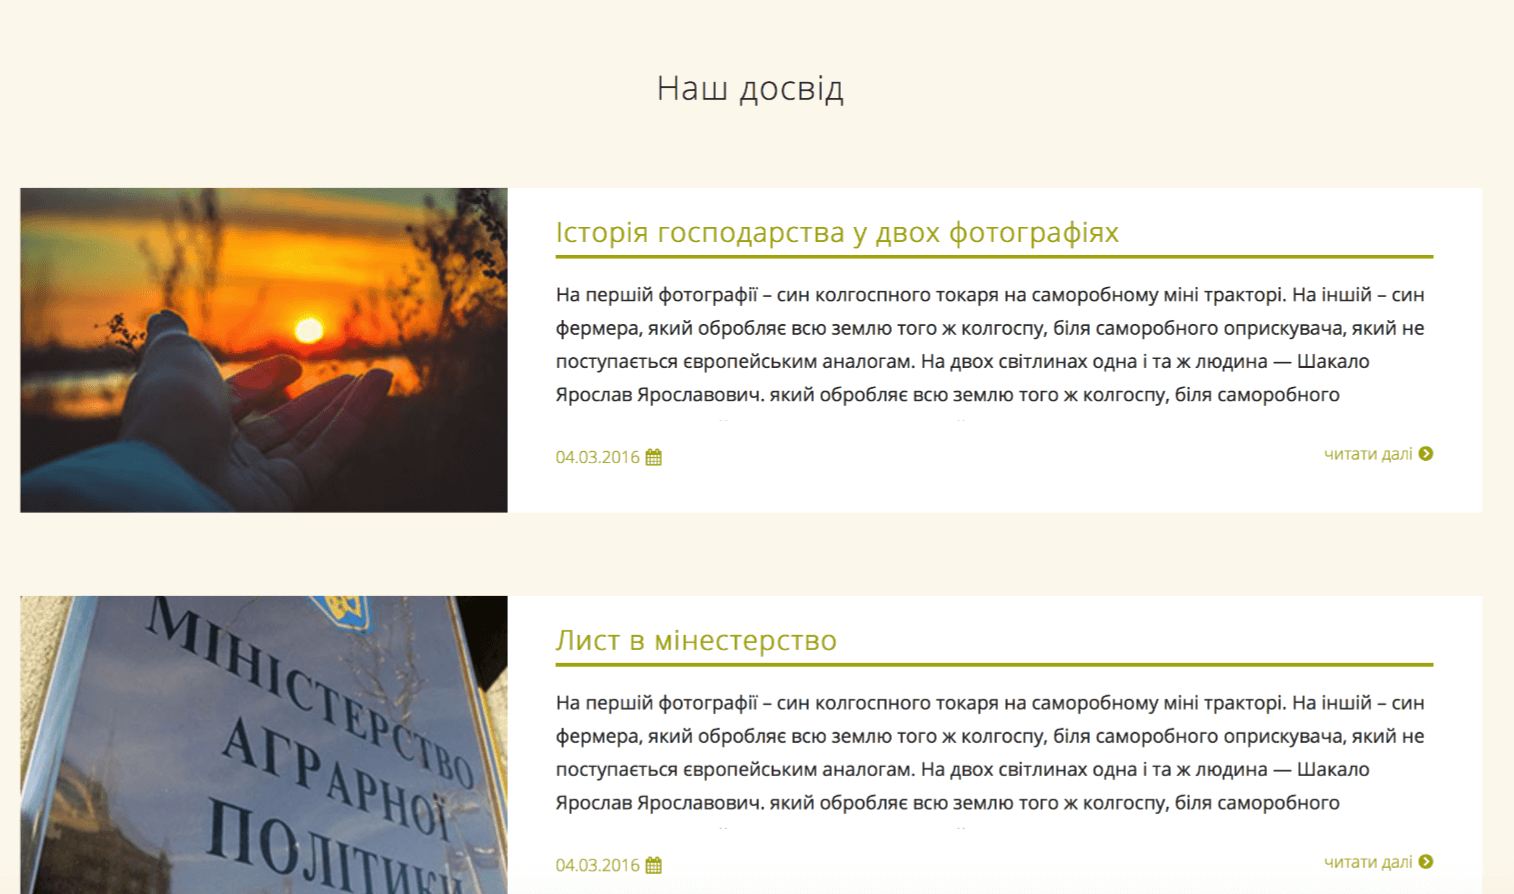 Наш досвід
Історія господарства у двох фотографіях
На першій фотографії – син колгоспного токаря на саморобному міні тракторі. На іншій – син
фермера, який обробляє всю землю того ж колгоспу, біля саморобного оприскувача, який не
поступається європейським аналогам. На двох світлинах одна і та ж людина — Шакало
Ярослав Ярославович. який обробляє всю землю того ж колгоспу, біля саморобного
04.03.2016
читати далі
МІНІСТЕРСТВО
АГРАРНОЇ
ПОЛІТИКИ
Лист в мінестерство
На першій фотографії – син колгоспного токаря на саморобному міні тракторі. На іншій – син
фермера, який обробляє всю землю того ж колгоспу, біля саморобного оприскувача, який не
поступається європейським аналогам. На двох світлинах одна і та ж людина — Шакало
Ярослав Ярославович. який обробляє всю землю того ж колгоспу, біля саморобного
04.03.2016
читати далі